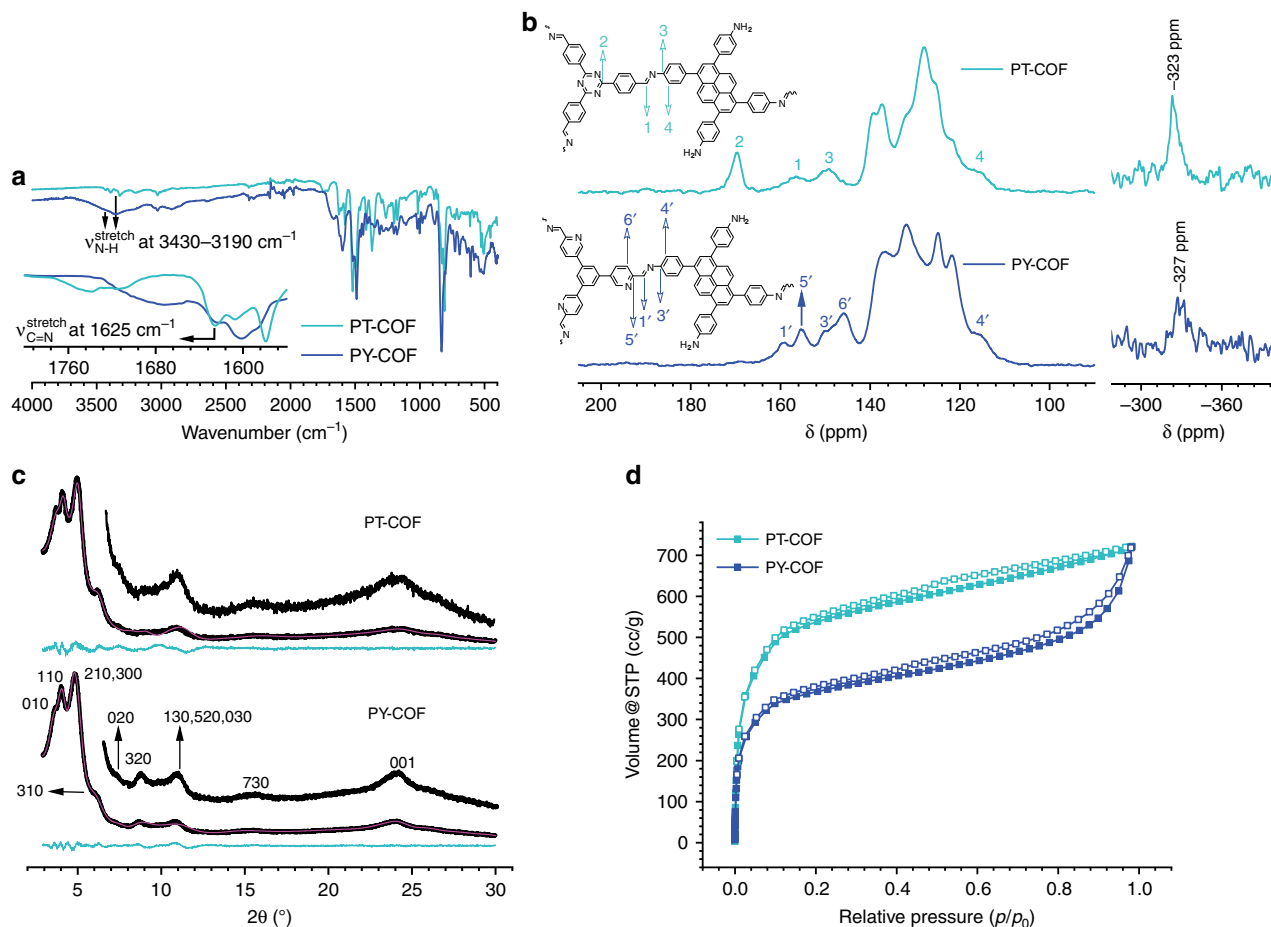 a
ν stretch N-H at 3430–3190 cm⁻¹
ν stretch C=N at 1625 cm⁻¹
PT-COF
PY-COF
1760 1680 1600
4000 3500 3000 2500 2000 1500 1000 500
Wavenumber (cm⁻¹)
b
2 3
NH₂
N
N N
N
N
N
N
N
1 4
H₂N
PT-COF
2 1 3 4
–323 ppm
6′ 4′
NH₂
N
N
N
N
N
N
N
5′ 1′ 3′
H₂N
PY-COF
1′ 5′ 3′ 6′ 4′
–327 ppm
200 180 160 140 120 100
δ (ppm)
–300 –360
δ (ppm)
c
PT-COF
PY-COF
010
110
210,300
310
020
320
130,520,030
730
001
5 10 15 20 25 30
2θ (°)
d
PT-COF
PY-COF
Volume@STP (cc/g)
700
600
500
400
300
200
100
0
0.0 0.2 0.4 0.6 0.8 1.0
Relative pressure (p/p₀)